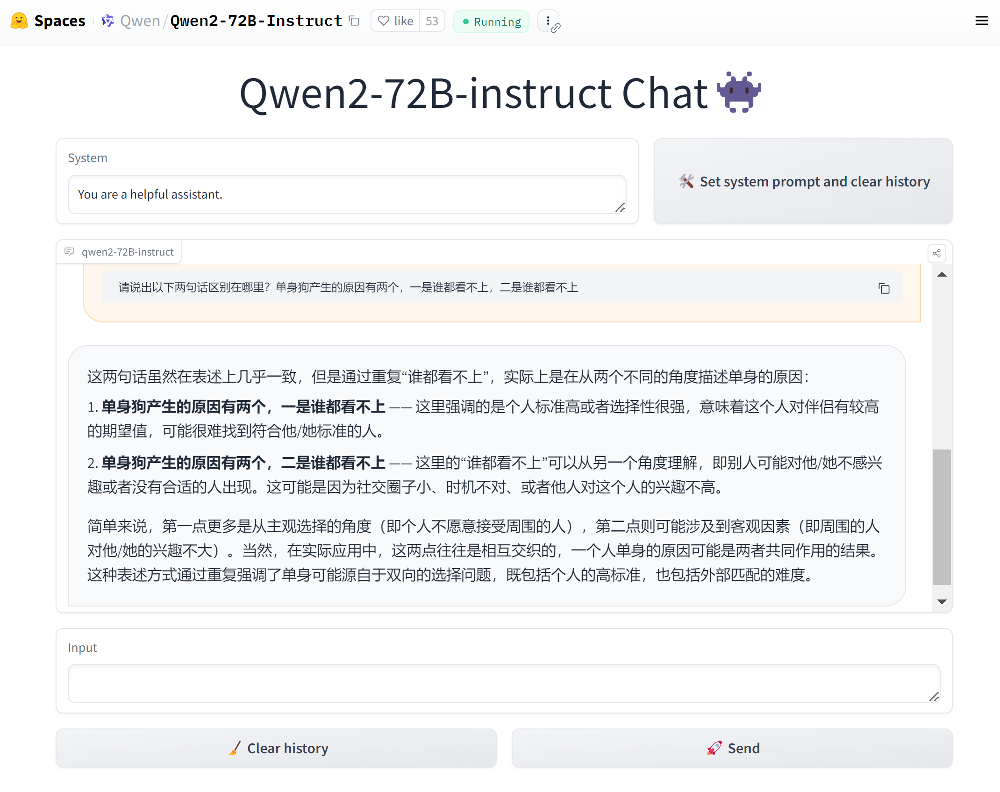 Spaces Qwen/Qwen2-72B-Instruct like 53 Running
Qwen2-72B-instruct Chat
System
You are a helpful assistant.
Set system prompt and clear history
qwen2-72B-instruct
请说出以下两句话区别在哪里？单身狗产生的原因有两个，一是谁都看不上，二是谁都看不上
这两句话虽然在表述上几乎一致，但是通过重复“谁都看不上”，实际上是在从两个不同的角度描述单身的原因：
1. 单身狗产生的原因有两个，一是谁都看不上 —— 这里强调的是个人标准高或者选择性很强，意味着这个人对伴侣有较高
的期望值，可能很难找到符合他/她标准的人。
2. 单身狗产生的原因有两个，二是谁都看不上 —— 这里的“谁都看不上”可以从另一个角度理解，即别人可能对他/她不感兴
趣或者没有合适的人出现。这可能是因为社交圈子小、时机不对、或者他人对这个人的兴趣不高。
简单来说，第一点更多是从主观选择的角度（即个人不愿意接受周围的人），第二点则可能涉及到客观因素（即周围的人
对他/她的兴趣不大）。当然，在实际应用中，这两点往往是相互交织的，一个人单身的原因可能是两者共同作用的结果。
这种表述方式通过重复强调了单身可能源自于双向的选择问题，既包括个人的高标准，也包括外部匹配的难度。
Input
Clear history
Send